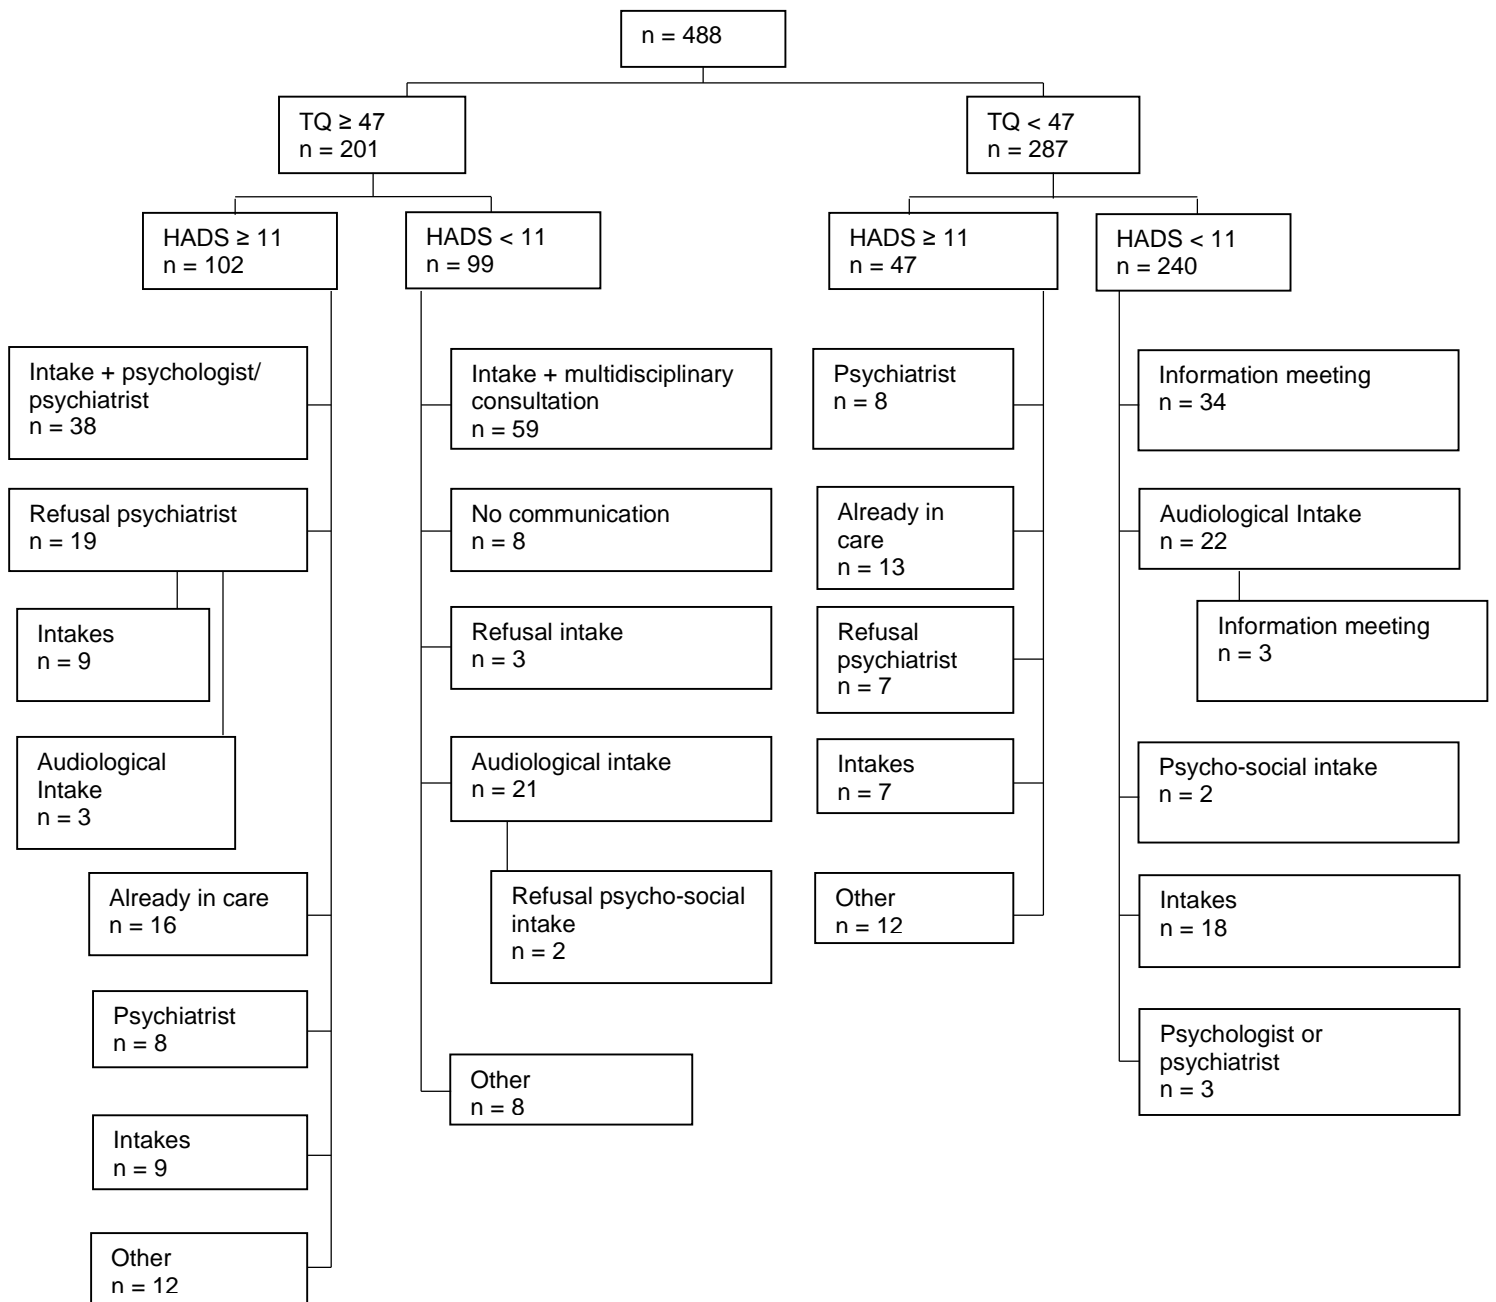 n = 488
TQ ≥ 47
n = 201
TQ < 47
n = 287
HADS ≥ 11
n = 102
HADS < 11
n = 99
HADS ≥ 11
n = 47
HADS < 11
n = 240
Intake + psychologist/
psychiatrist
n = 38
Refusal psychiatrist
n = 19
Intakes
n = 9
Audiological
Intake
n = 3
Already in care
n = 16
Psychiatrist
n = 8
Intakes
n = 9
Other
n = 12
Intake + multidisciplinary
consultation
n = 59
No communication
n = 8
Refusal intake
n = 3
Audiological intake
n = 21
Refusal psycho-social
intake
n = 2
Other
n = 8
Psychiatrist
n = 8
Already in
care
n = 13
Refusal
psychiatrist
n = 7
Intakes
n = 7
Other
n = 12
Information meeting
n = 34
Audiological Intake
n = 22
Information meeting
n = 3
Psycho-social intake
n = 2
Intakes
n = 18
Psychologist or
psychiatrist
n = 3